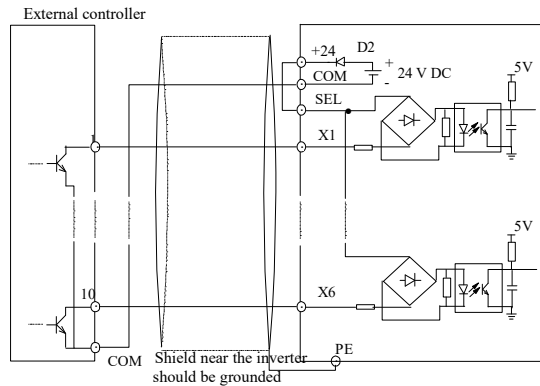 External controller
+24
D2
+
COM
24 V DC
-
5V
SEL
1
X1
5V
10
X6
COM
Shield near the inverter
should be grounded
PE